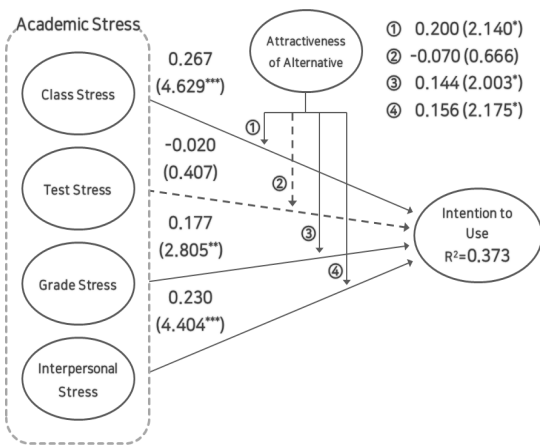 Academic Stress
Class Stress
Test Stress
Grade Stress
Interpersonal
Stress
0.267
(4.629***)
-0.020
(0.407)
0.177
(2.805**)
0.230
(4.404***)
Attractiveness
of Alternative
①
②
③
④
① 0.200 (2.140*)
② -0.070 (0.666)
③ 0.144 (2.003*)
④ 0.156 (2.175*)
Intention to
Use
R²=0.373